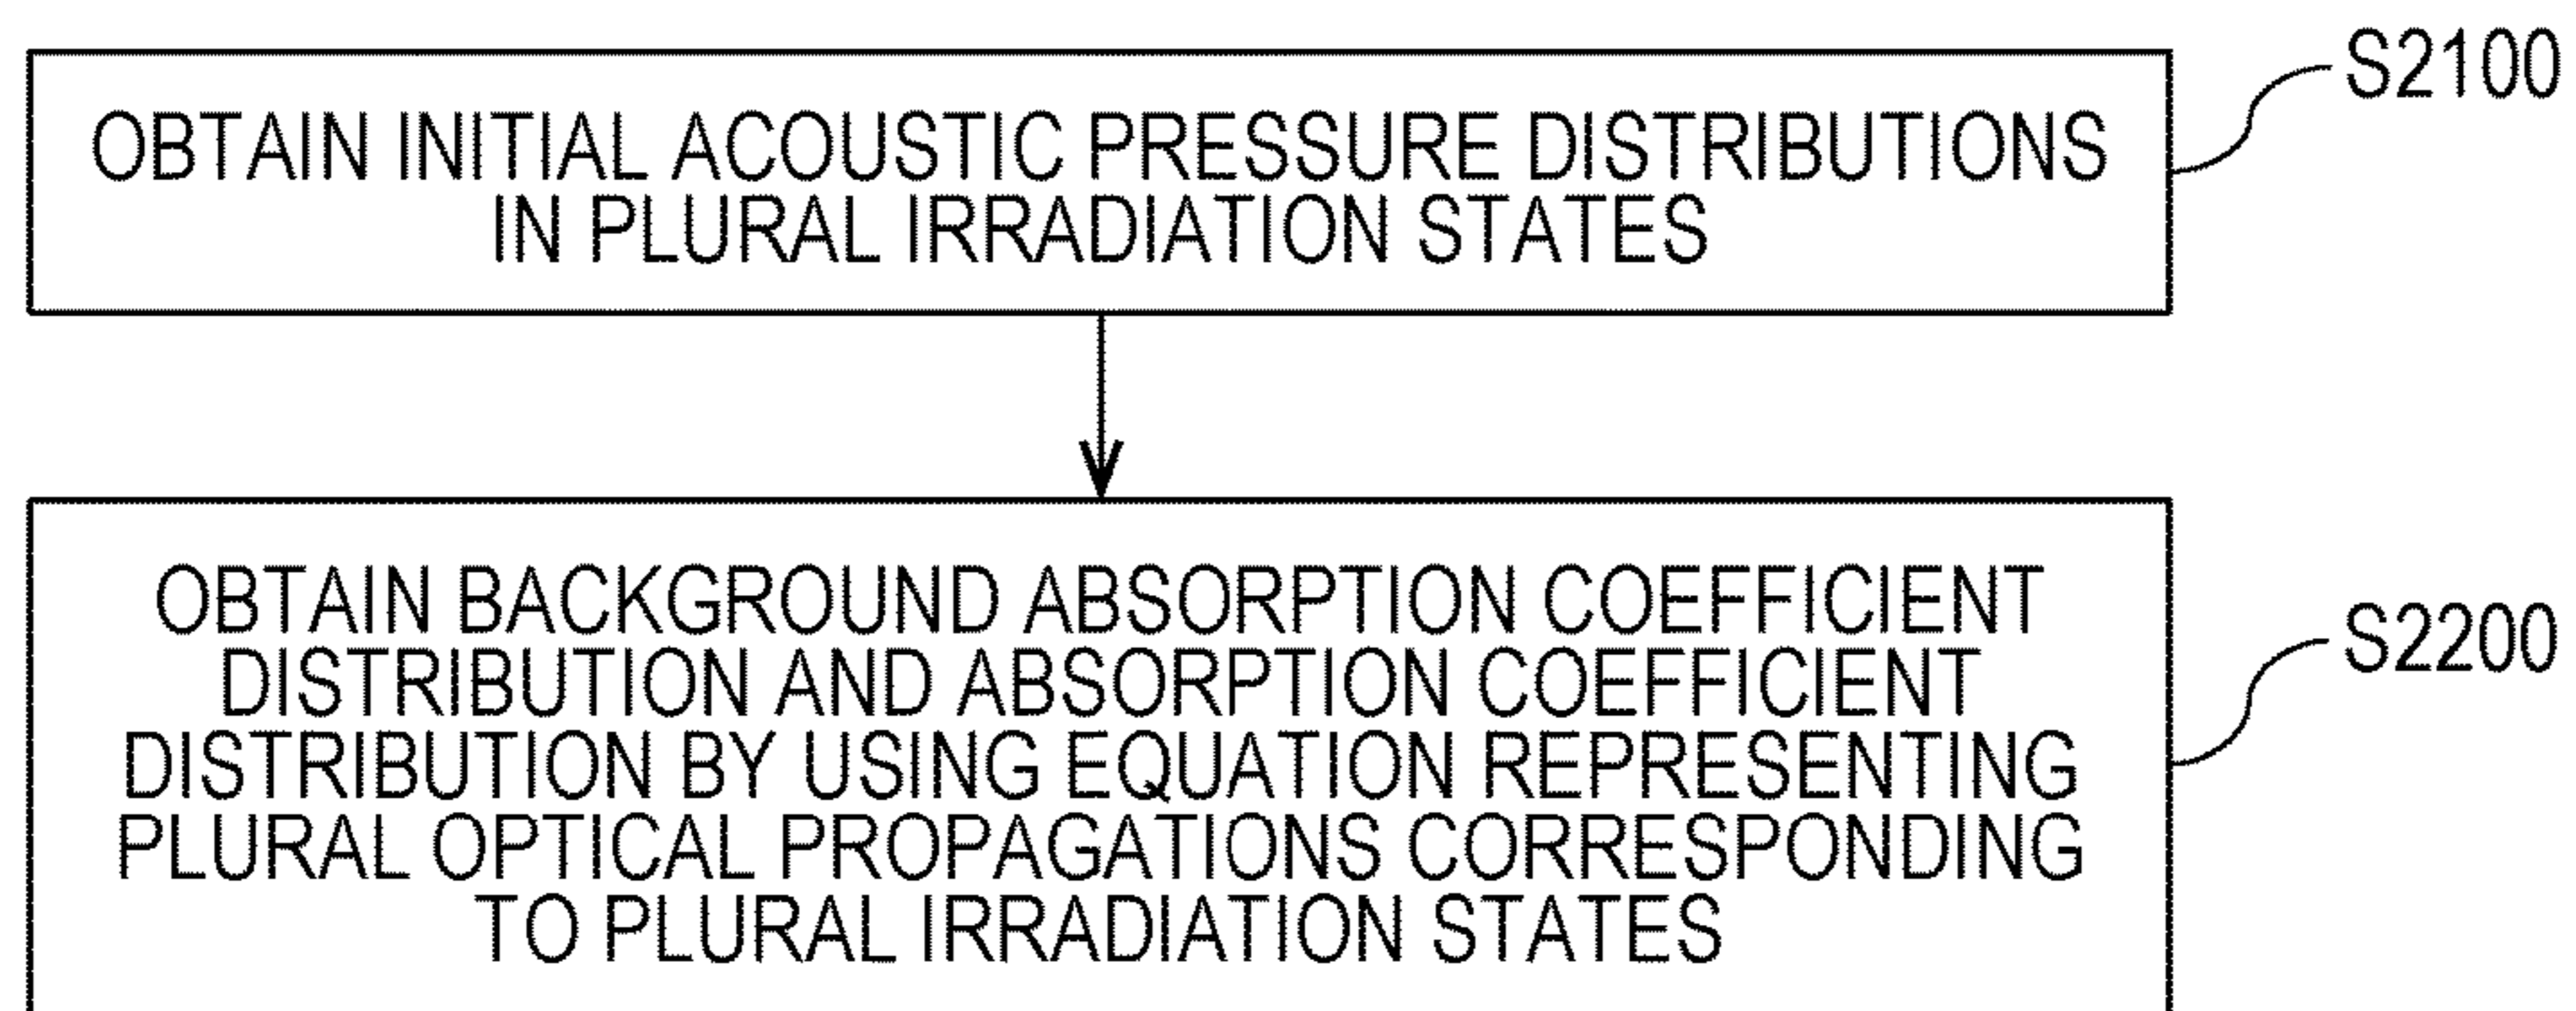 S2100
OBTAIN INITIAL ACOUSTIC PRESSURE DISTRIBUTIONS
IN PLURAL IRRADIATION STATES
OBTAIN BACKGROUND ABSORPTION COEFFICIENT
DISTRIBUTION AND ABSORPTION COEFFICIENT
S2200
DISTRIBUTION BY USING EQUATION REPRESENTING
PLURAL OPTICAL PROPAGATIONS CORRESPONDING
TO PLURAL IRRADIATION STATES